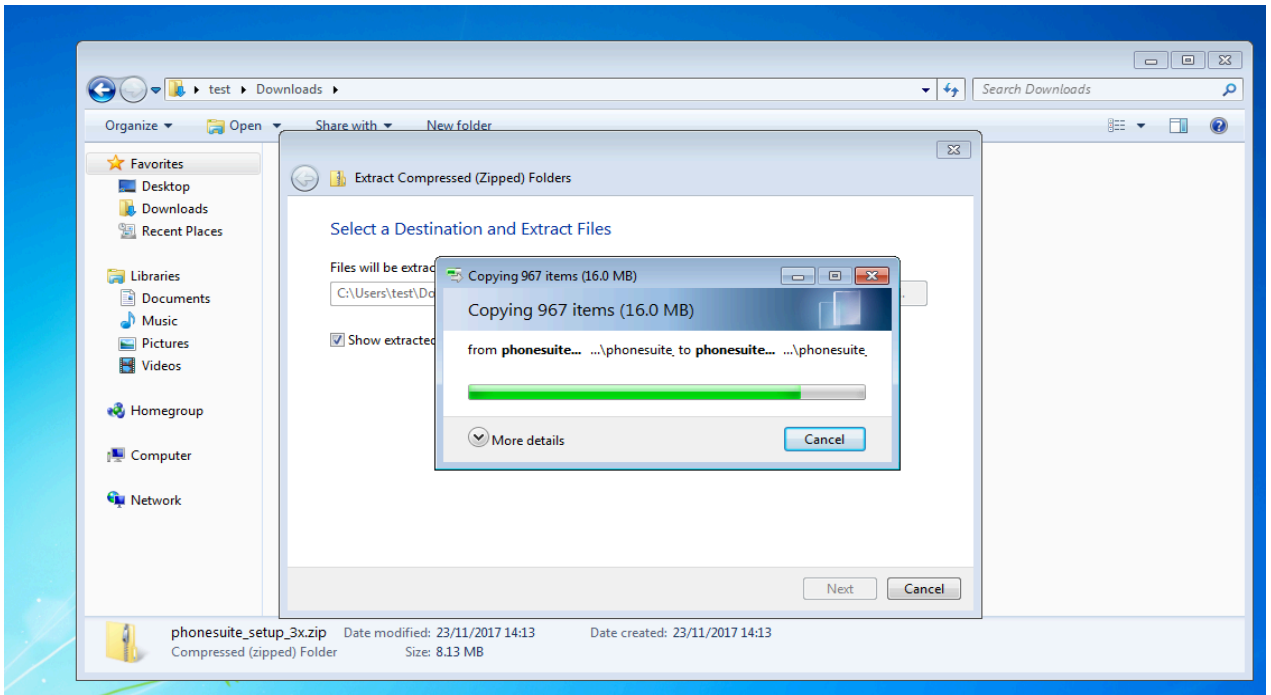 test Downloads
Search Downloads
Organize Open Share with New folder
Favorites
Desktop
Downloads
Recent Places
Libraries
Documents
Music
Pictures
Videos
Homegroup
Computer
Network
Extract Compressed (Zipped) Folders
Select a Destination and Extract Files
Files will be extrac
C:\Users\test\Do
Show extracted
Copying 967 items (16.0 MB)
Copying 967 items (16.0 MB)
from phonesuite... ...\phonesuite_ to phonesuite... ...\phonesuite_
More details
Cancel
Next Cancel
phonesuite_setup_3x.zip Date modified: 23/11/2017 14:13 Date created: 23/11/2017 14:13
Compressed (zipped) Folder Size: 8.13 MB